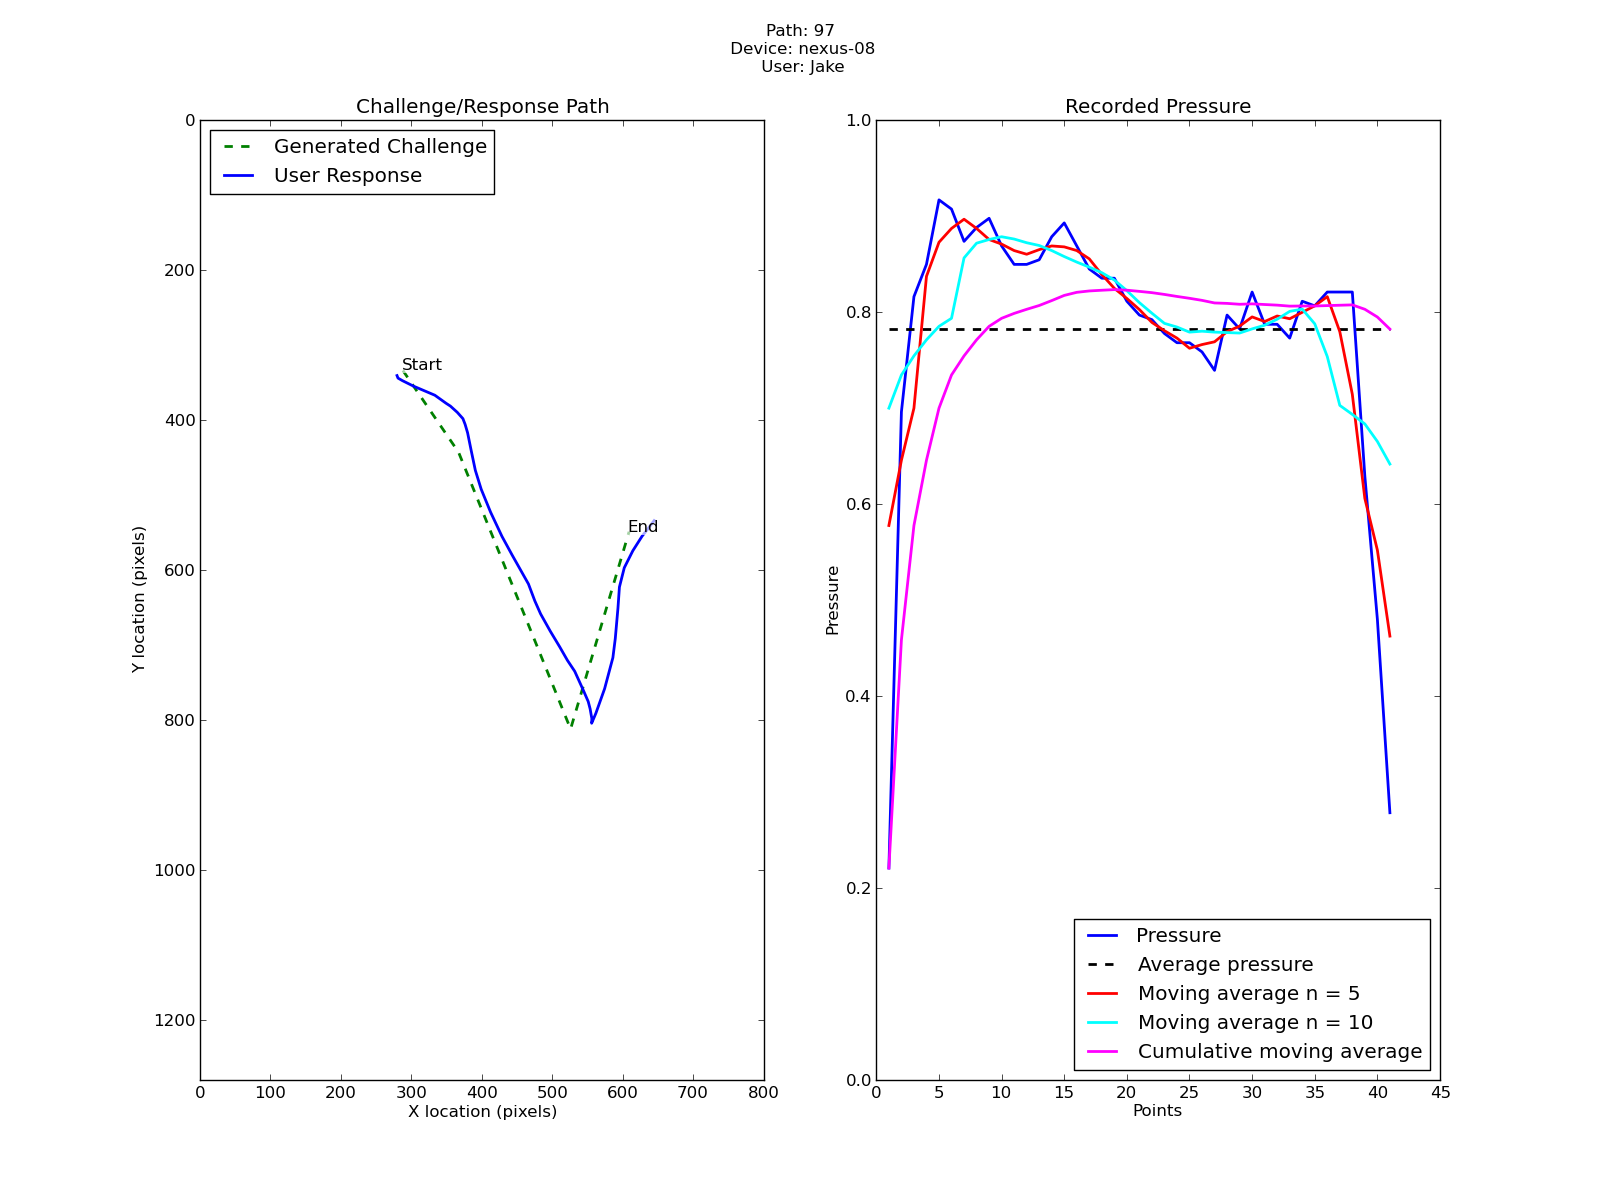 Path: 97
Device: nexus-08
User: Jake
Challenge/Response Path
Generated Challenge
User Response
Start
End
0
200
400
600
800
1000
1200
Y location (pixels)
0 100 200 300 400 500 600 700 800
X location (pixels)
Recorded Pressure
1.0
0.8
0.6
0.4
0.2
0.0
Pressure
Pressure
Average pressure
Moving average n = 5
Moving average n = 10
Cumulative moving average
0 5 10 15 20 25 30 35 40 45
Points